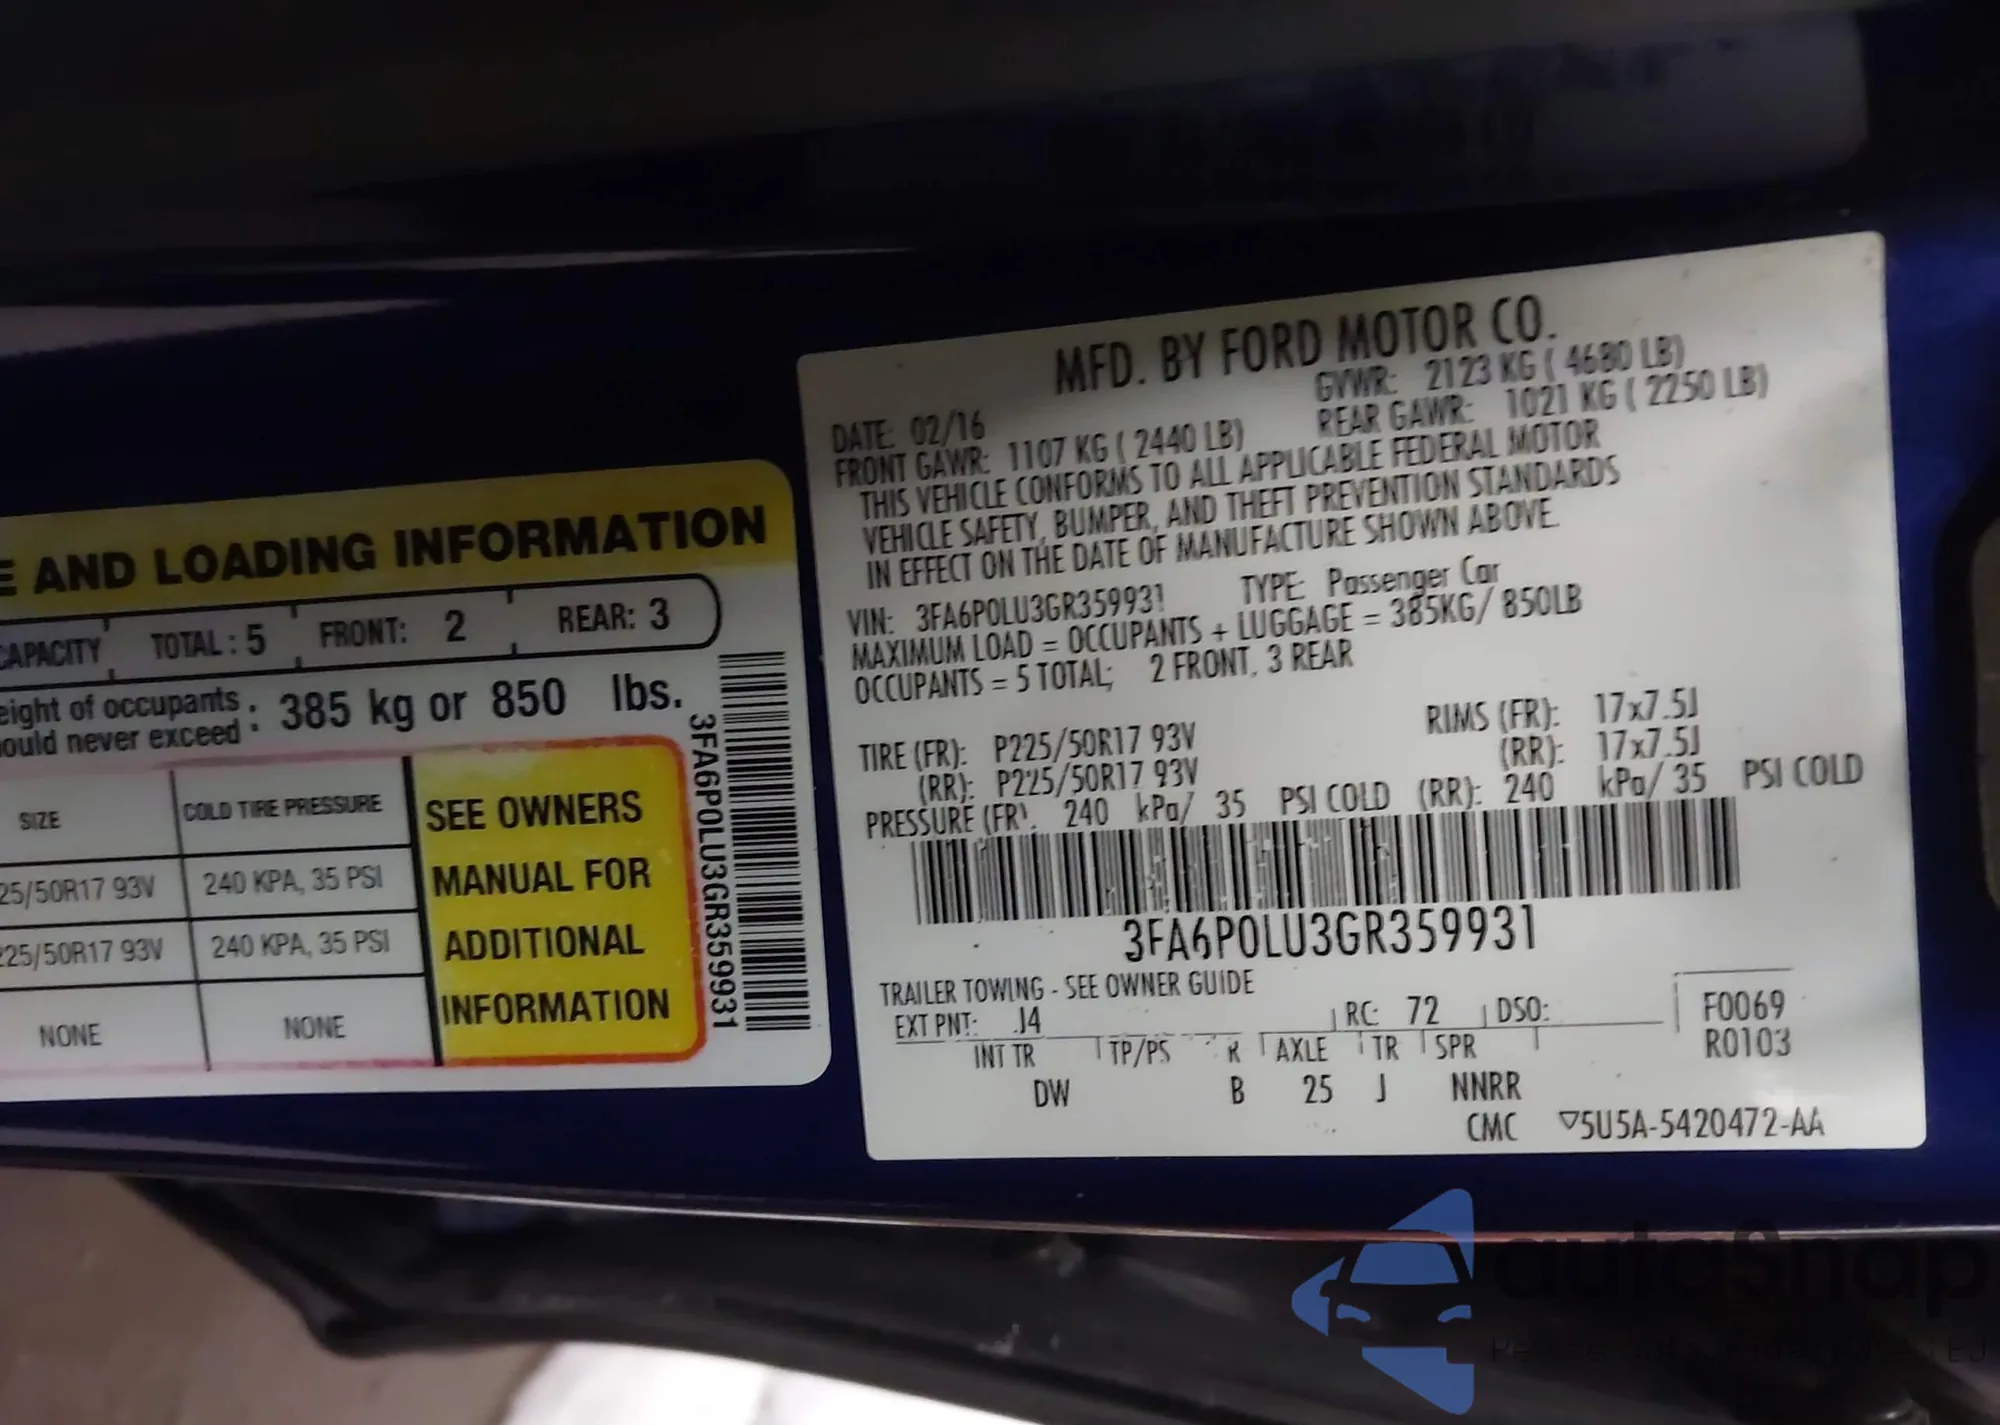 E AND LOADING INFORMATION
CAPACITY TOTAL : 5 FRONT: 2 REAR: 3
eight of occupants : 385 kg or 850 lbs.
ould never exceed :
SIZE COLD TIRE PRESSURE
25/50R17 93V 240 KPA, 35 PSI
225/50R17 93V 240 KPA, 35 PSI
NONE NONE
SEE OWNERS
MANUAL FOR
ADDITIONAL
INFORMATION
3FA6P0LU3GR359931
MFD. BY FORD MOTOR CO.
DATE: 02/16 GVWR: 2123 KG ( 4680 LB)
FRONT GAWR: 1107 KG ( 2440 LB) REAR GAWR: 1021 KG ( 2250 LB)
THIS VEHICLE CONFORMS TO ALL APPLICABLE FEDERAL MOTOR
VEHICLE SAFETY, BUMPER, AND THEFT PREVENTION STANDARDS
IN EFFECT ON THE DATE OF MANUFACTURE SHOWN ABOVE.
VIN: 3FA6P0LU3GR359931 TYPE: Passenger Car
MAXIMUM LOAD = OCCUPANTS + LUGGAGE = 385KG/ 850LB
OCCUPANTS = 5 TOTAL; 2 FRONT, 3 REAR
TIRE (FR): P225/50R17 93V RIMS (FR): 17x7.5J
(RR): P225/50R17 93V (RR): 17x7.5J
PRESSURE (FR): 240 kPa/ 35 PSI COLD (RR): 240 kPa/ 35 PSI COLD
3FA6P0LU3GR359931
TRAILER TOWING - SEE OWNER GUIDE
EXT PNT: J4 RC: 72 DSO: F0069
R0103
INT TR TP/PS R AXLE TR SPR
DW B 25 J NNRR
CMC ▽5U5A-5420472-AA
autoSnap